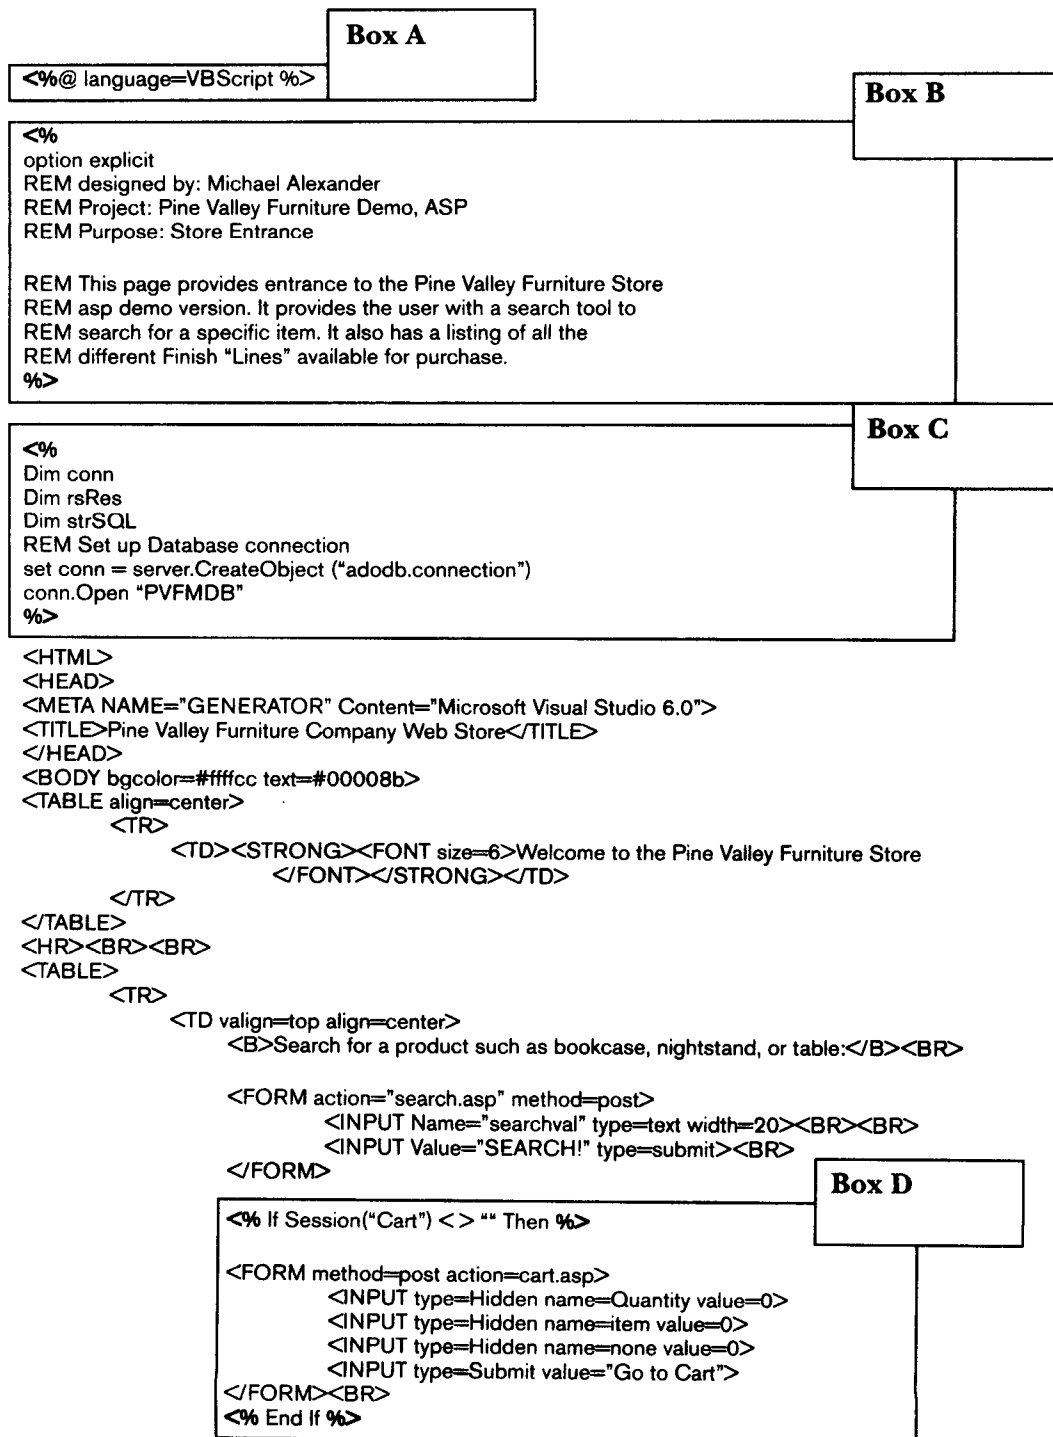 Box A
<%@ language=VBScript %>
Box B
<%
option explicit
REM designed by: Michael Alexander
REM Project: Pine Valley Furniture Demo, ASP
REM Purpose: Store Entrance
REM This page provides entrance to the Pine Valley Furniture Store
REM asp demo version. It provides the user with a search tool to
REM search for a specific item. It also has a listing of all the
REM different Finish “Lines” available for purchase.
%>
Box C
<%
Dim conn
Dim rsRes
Dim strSQL
REM Set up Database connection
set conn = server.CreateObject (“adodb.connection”)
conn.Open “PVFMDB”
%>
<HTML>
<HEAD>
<META NAME="GENERATOR" Content="Microsoft Visual Studio 6.0">
<TITLE>Pine Valley Furniture Company Web Store</TITLE>
</HEAD>
<BODY bgcolor=#ffffcc text=#00008b>
<TABLE align=center>
<TR>
<TD><STRONG><FONT size=6>Welcome to the Pine Valley Furniture Store
</FONT></STRONG></TD>
</TR>
</TABLE>
<HR><BR><BR>
<TABLE>
<TR>
<TD valign=top align=center>
<B>Search for a product such as bookcase, nightstand, or table:</B><BR>
<FORM action="search.asp" method=post>
<INPUT Name="searchval" type=text width=20><BR><BR>
<INPUT Value="SEARCH!" type=submit><BR>
</FORM>
Box D
<% If Session(“Cart”) < > ““ Then %>
<FORM method=post action=cart.asp>
<INPUT type=Hidden name=Quantity value=0>
<INPUT type=Hidden name=item value=0>
<INPUT type=Hidden name=none value=0>
<INPUT type=Submit value="Go to Cart">
</FORM><BR>
<% End If %>